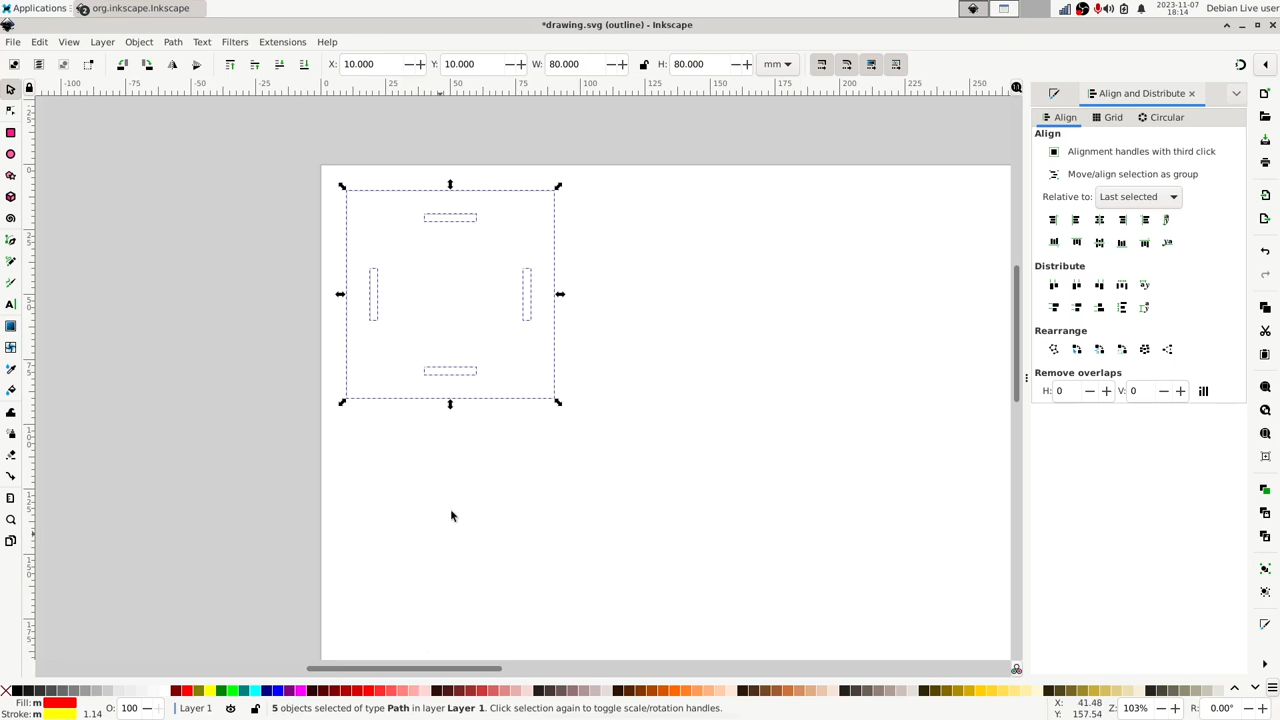 Applications
org.inkscape.Inkscape
2023-11-07
18:14
Debian Live user
*drawing.svg (outline) - Inkscape
File Edit View Layer Object Path Text Filters Extensions Help
X: 10.000 Y: 10.000 W: 80.000 H: 80.000 mm
-100 -75 -50 -25 0 25 50 75 100 125 150 175 200 225 250
Align and Distribute
Align Grid Circular
Align
Alignment handles with third click
Move/align selection as group
Relative to: Last selected
Distribute
Rearrange
Remove overlaps
H: 0 V: 0
Fill: m
Stroke: m 1.14
O: 100
Layer 1
5 objects selected of type Path in layer Layer 1. Click selection again to toggle scale/rotation handles.
X: 41.48
Y: 157.54
Z: 103%
R: 0.00°